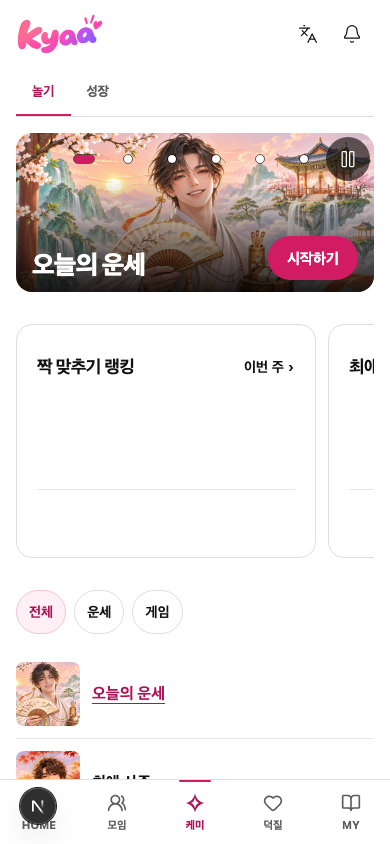 kyaa
놀기
성장
오늘의 운세
시작하기
짝 맞추기 랭킹
이번 주 ›
최애
전체
운세
게임
오늘의 운세
N
HOME
모임
케미
덕질
MY